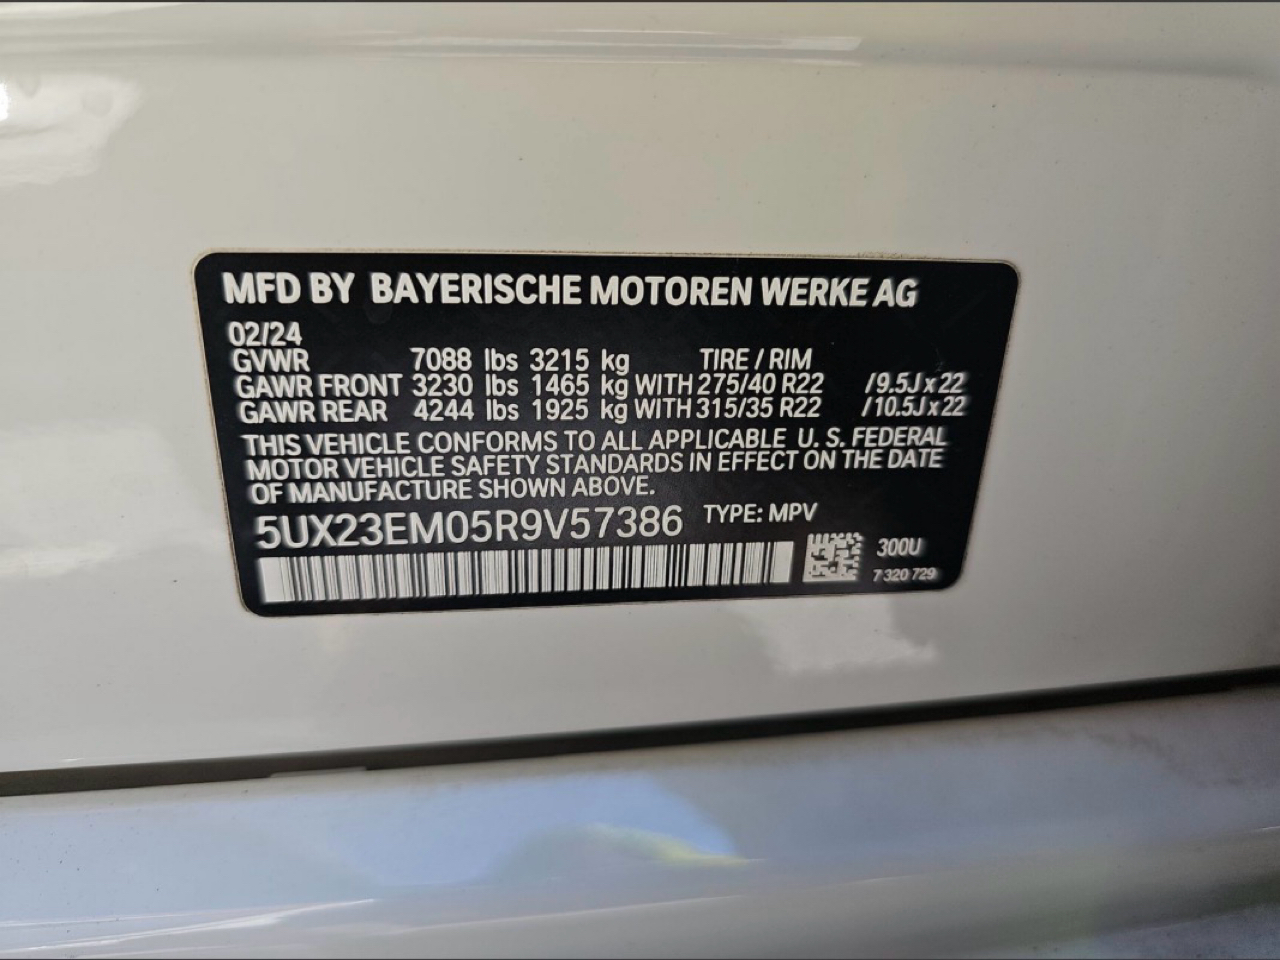 MFD BY BAYERISCHE MOTOREN WERKE AG
02/24
GVWR 7088 lbs 3215 kg TIRE / RIM
GAWR FRONT 3230 lbs 1465 kg WITH 275/40 R22 /9.5J x 22
GAWR REAR 4244 lbs 1925 kg WITH 315/35 R22 /10.5J x 22
THIS VEHICLE CONFORMS TO ALL APPLICABLE U. S. FEDERAL
MOTOR VEHICLE SAFETY STANDARDS IN EFFECT ON THE DATE
OF MANUFACTURE SHOWN ABOVE.
5UX23EM05R9V57386 TYPE: MPV
300U
7 320 729